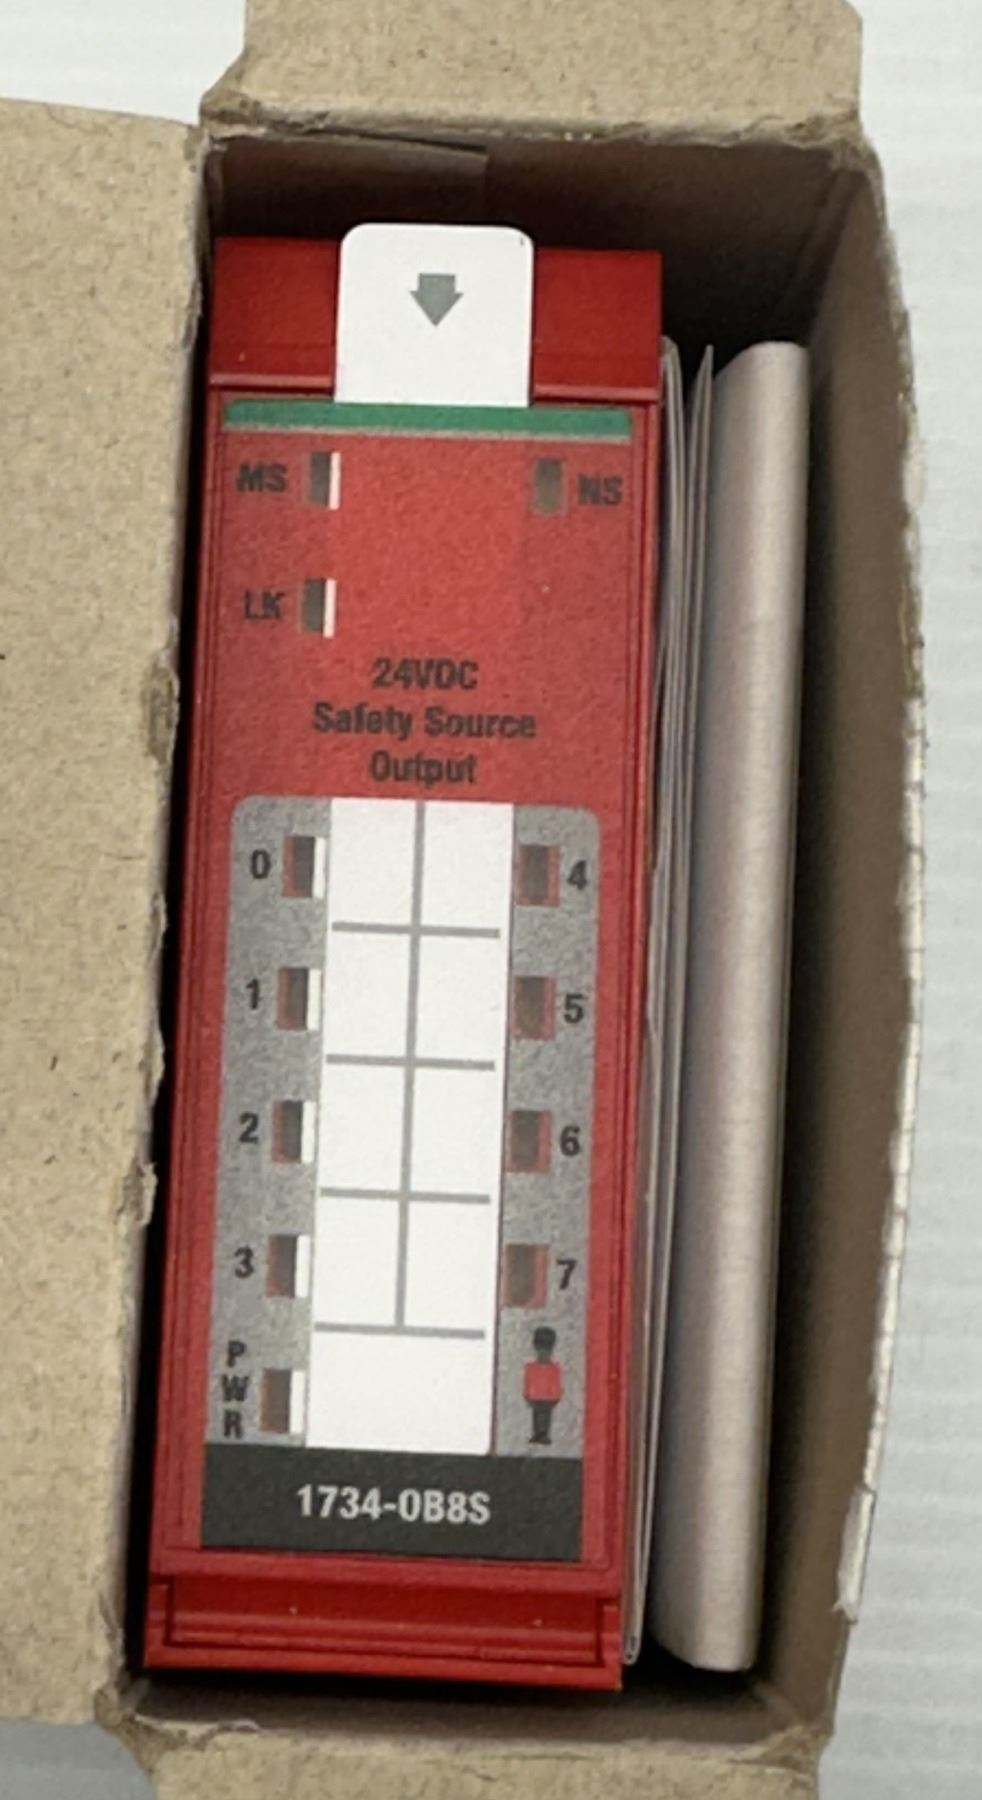 MS NS
LK
24VDC
Safety Source
Output
0 4
1 5
2 6
3 7
PWR
1734-OB8S